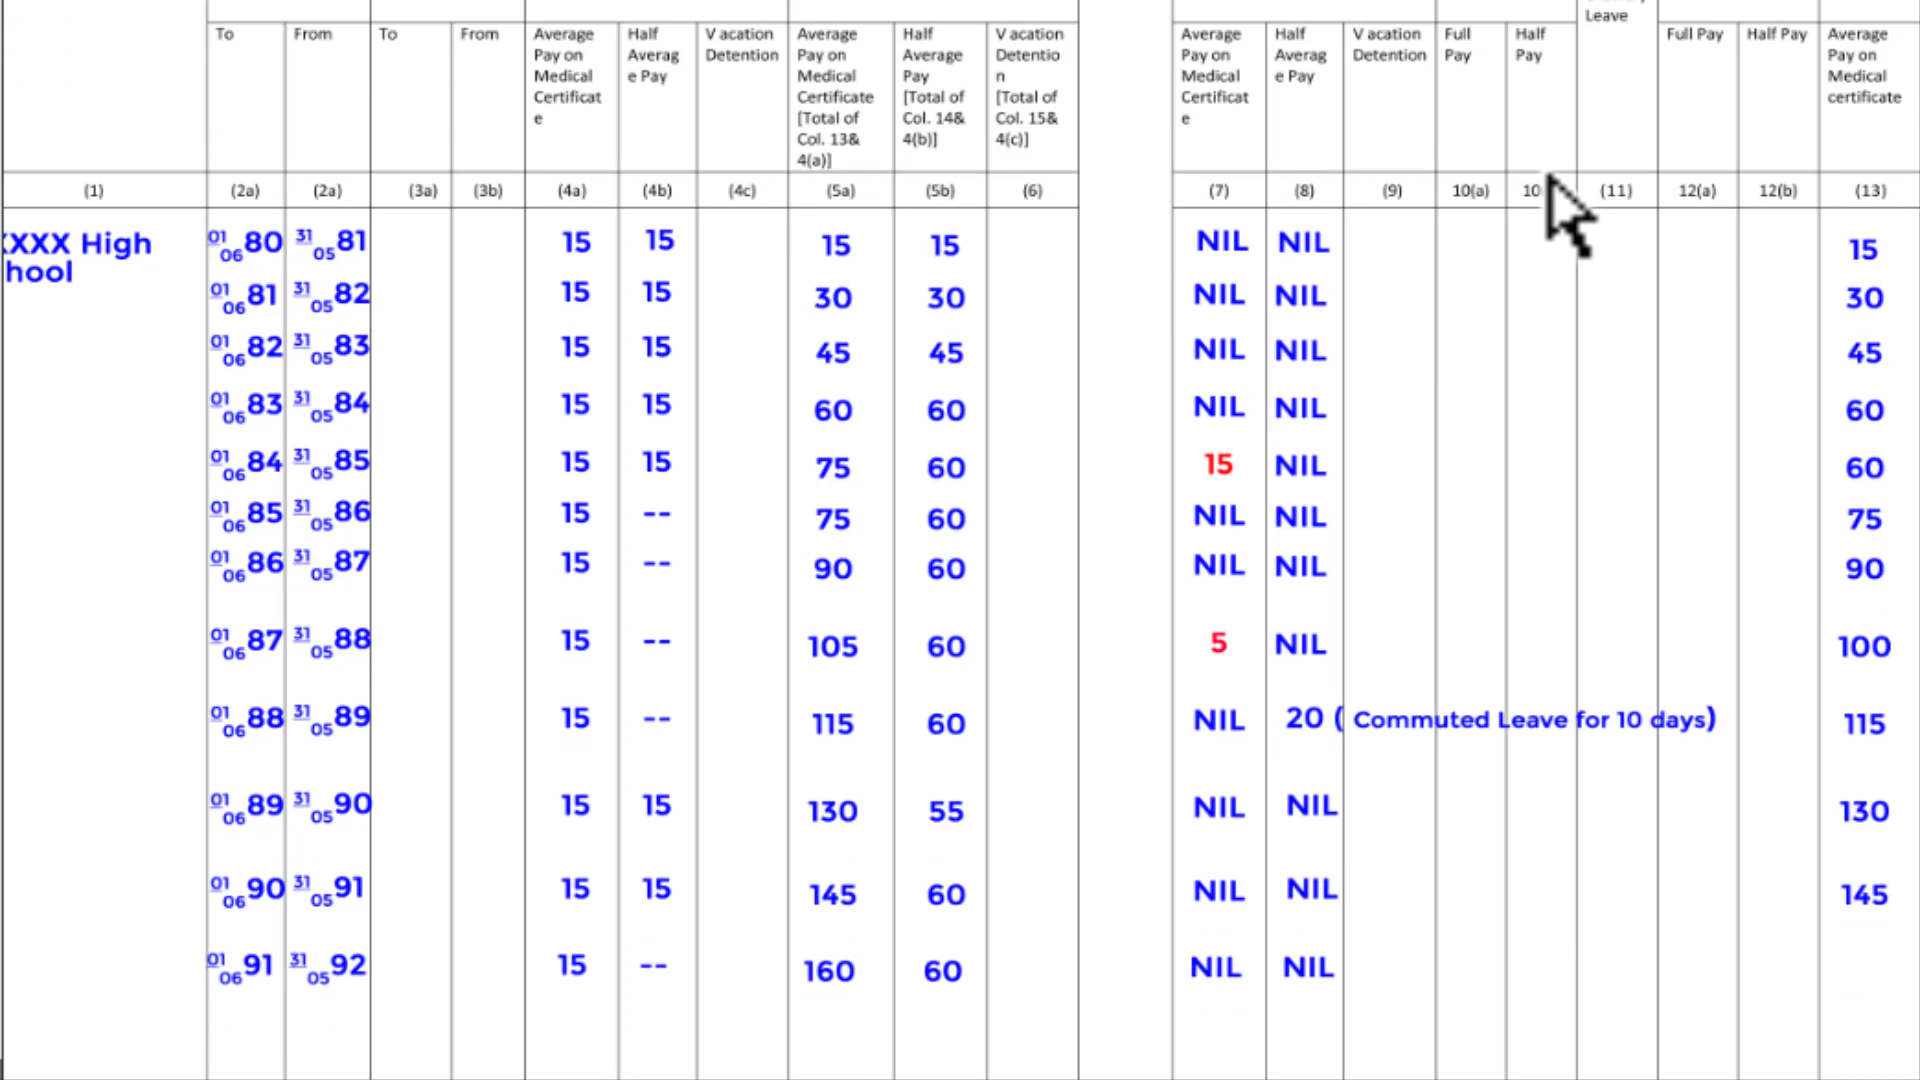 Leave
To From To From Average Pay on Medical Certificat e Half Averag e Pay V acation Detention Average Pay on Medical Certificate [Total of Col. 13& 4(a)] Half Average Pay [Total of Col. 14& 4(b)] V acation Detentio n [Total of Col. 15& 4(c)] Average Pay on Medical Certificat e Half Averag e Pay V acation Detention Full Pay Half Pay Full Pay Half Pay Average Pay on Medical certificate
(1) (2a) (2a) (3a) (3b) (4a) (4b) (4c) (5a) (5b) (6) (7) (8) (9) 10(a) 10 (11) 12(a) 12(b) (13)
XXX High 01 06 80 31 05 81 15 15 15 15 NIL NIL 15
hool
01 06 81 31 05 82 15 15 30 30 NIL NIL 30
01 06 82 31 05 83 15 15 45 45 NIL NIL 45
01 06 83 31 05 84 15 15 60 60 NIL NIL 60
01 06 84 31 05 85 15 15 75 60 15 NIL 60
01 06 85 31 05 86 15 -- 75 60 NIL NIL 75
01 06 86 31 05 87 15 -- 90 60 NIL NIL 90
01 06 87 31 05 88 15 -- 105 60 5 NIL 100
01 06 88 31 05 89 15 -- 115 60 NIL 20 ( Commuted Leave for 10 days) 115
01 06 89 31 05 90 15 15 130 55 NIL NIL 130
01 06 90 31 05 91 15 15 145 60 NIL NIL 145
01 06 91 31 05 92 15 -- 160 60 NIL NIL